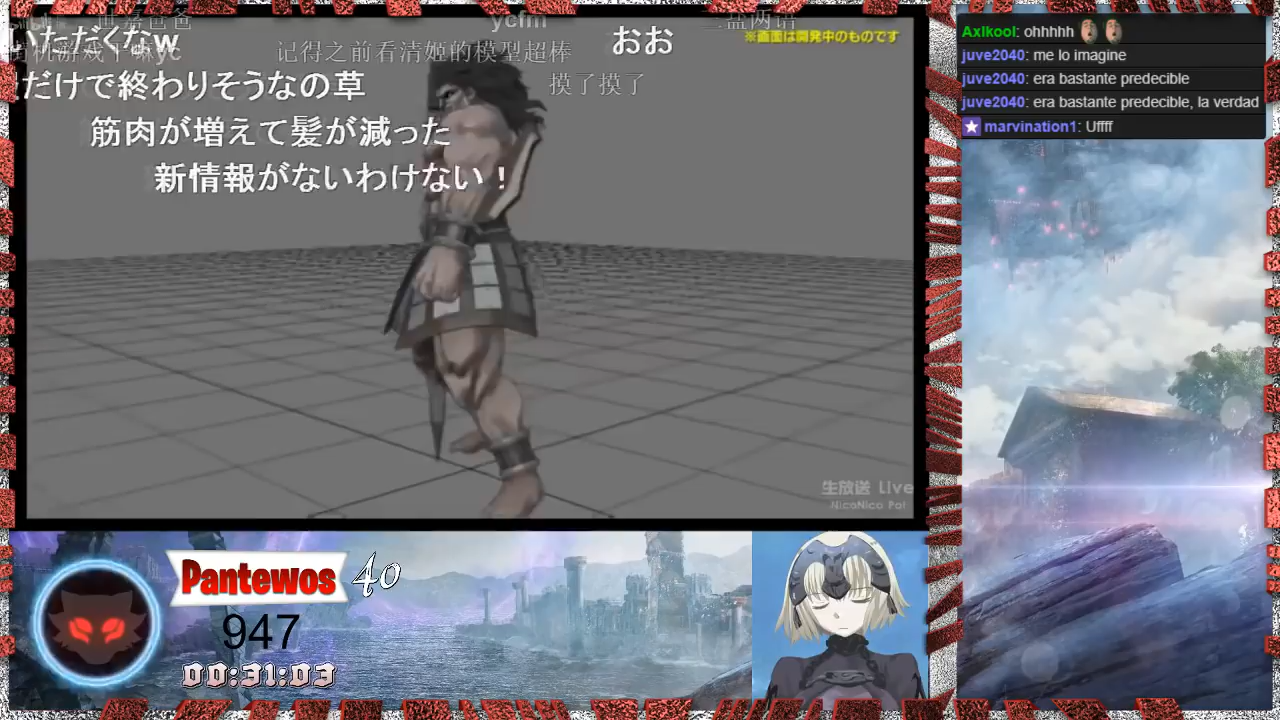 ycfm
いただくなw
记得之前看清姬的模型超棒
おお
※画面は開発中のものです
だけで終わりそうなの草
摸了摸了
筋肉が増えて髪が減った
新情報がないわけない！
生放送 Live
NicoNico
Axlkool: ohhhhh
juve2040: me lo imagine
juve2040: era bastante predecible
juve2040: era bastante predecible, la verdad
marvination1: Uffff
Pantewos
40
947
00:31:03